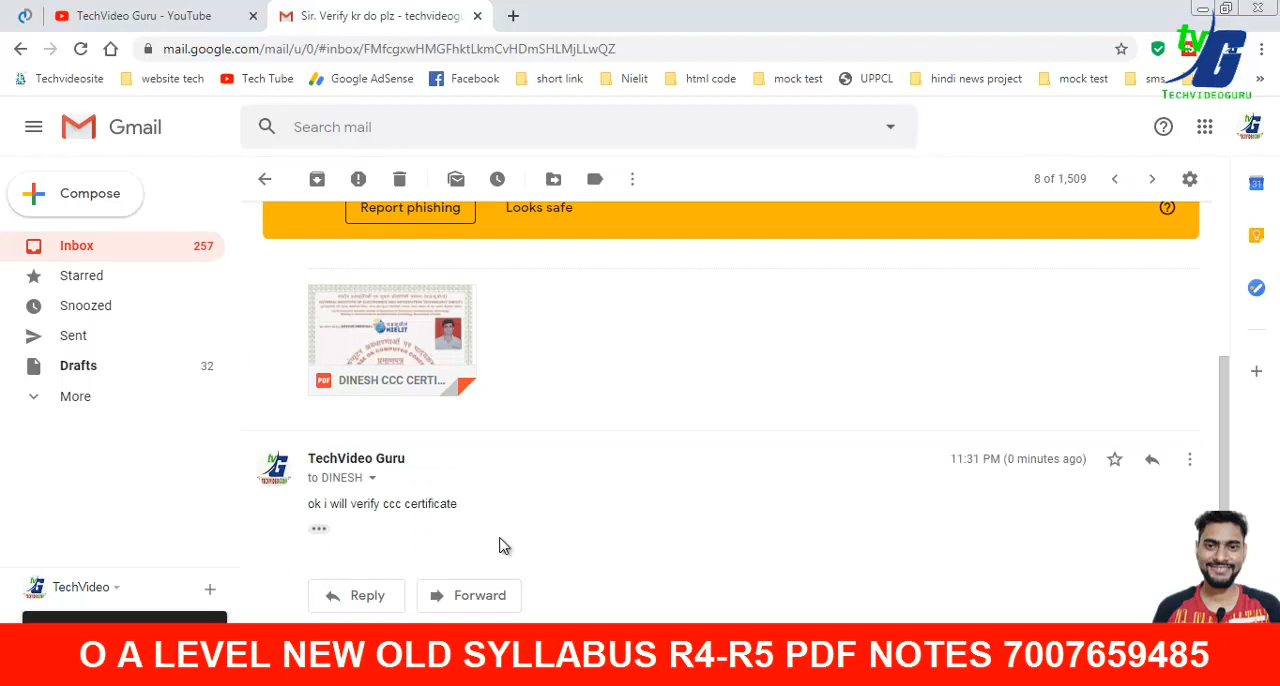 TechVideo Guru - YouTube
Sir. Verify kr do plz - techvideogu
mail.google.com/mail/u/0/#inbox/FMfcgxwHMGFhktLkmCvHDmSHLMjLLwQZ
Techvideosite
website tech
Tech Tube
Google AdSense
Facebook
short link
Nielit
html code
mock test
UPPCL
hindi news project
mock test
sms
TECHVIDEOGURU
Gmail
Search mail
Compose
8 of 1,509
Report phishing
Looks safe
Inbox 257
Starred
Snoozed
Sent
Drafts 32
More
NIELIT
PDF DINESH CCC CERTI...
TechVideo Guru
11:31 PM (0 minutes ago)
to DINESH
ok i will verify ccc certificate
Reply
Forward
TechVideo
O A LEVEL NEW OLD SYLLABUS R4-R5 PDF NOTES 7007659485